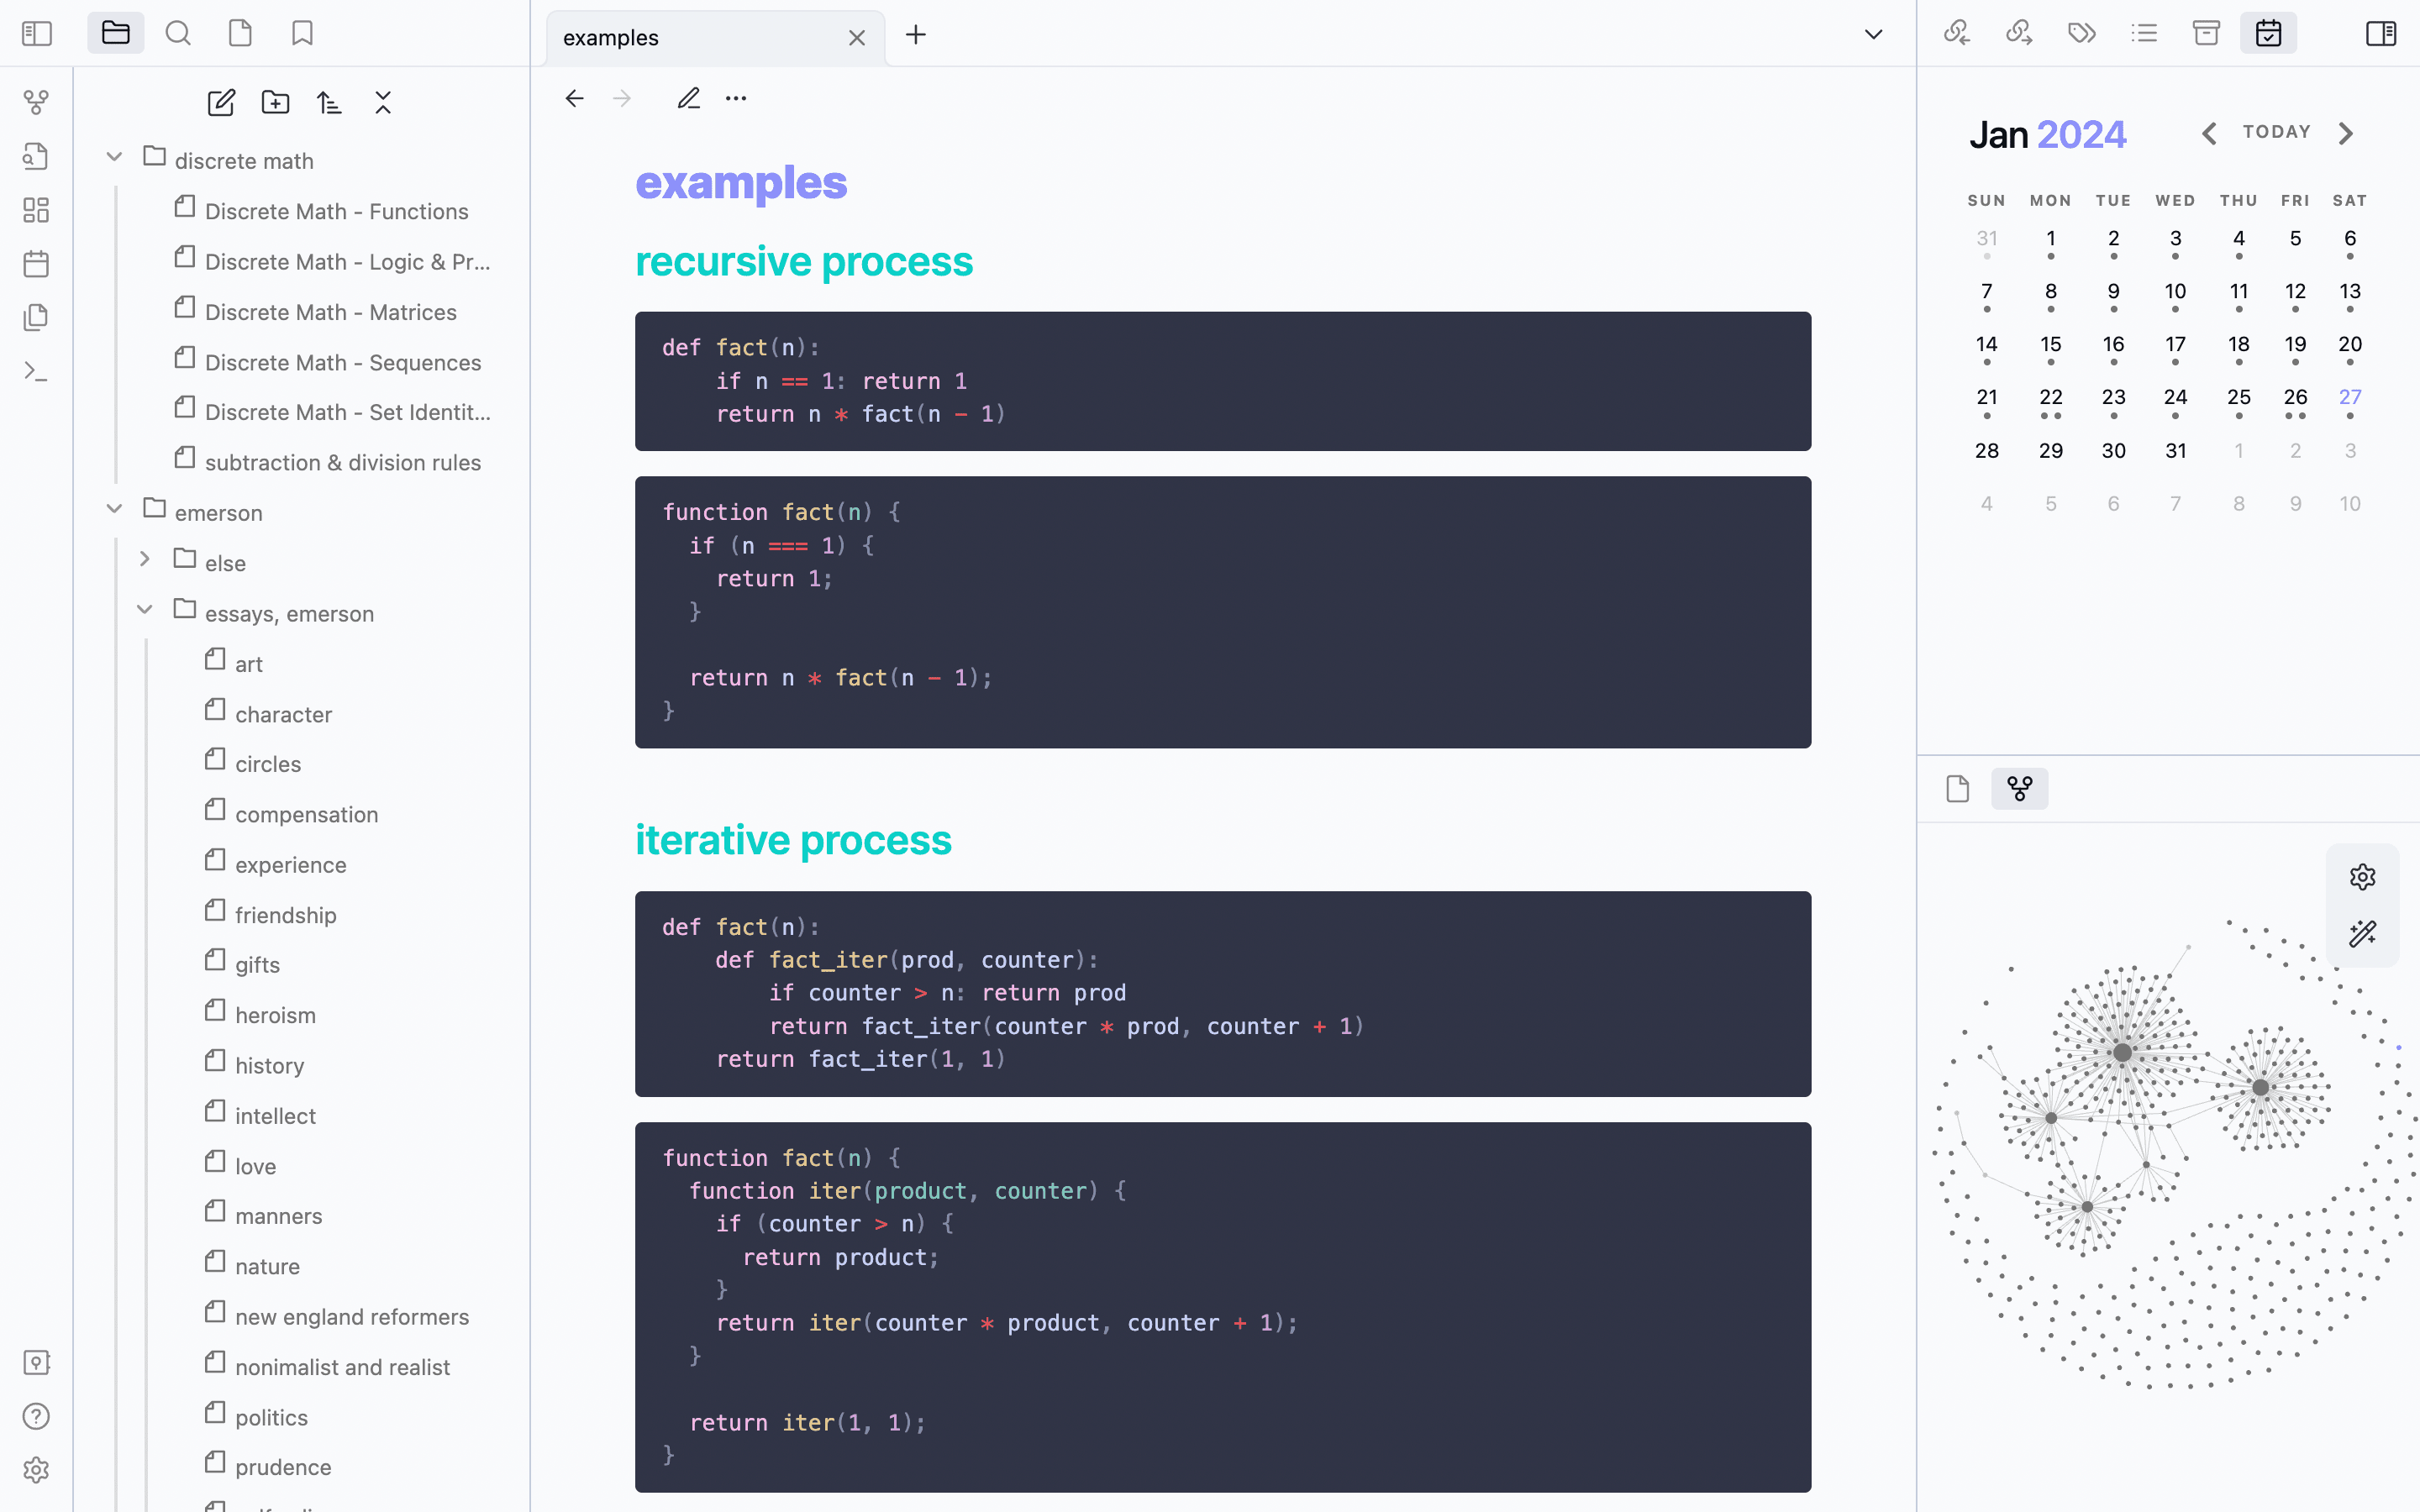 examples
discrete math
Discrete Math - Functions
Discrete Math - Logic & Pr...
Discrete Math - Matrices
Discrete Math - Sequences
Discrete Math - Set Identit...
subtraction & division rules
emerson
else
essays, emerson
art
character
circles
compensation
experience
friendship
gifts
heroism
history
intellect
love
manners
nature
new england reformers
nonimalist and realist
politics
prudence
examples
recursive process
def fact(n):
    if n == 1: return 1
    return n * fact(n - 1)
function fact(n) {
  if (n === 1) {
    return 1;
  }
  return n * fact(n - 1);
}
iterative process
def fact(n):
    def fact_iter(prod, counter):
        if counter > n: return prod
        return fact_iter(counter * prod, counter + 1)
    return fact_iter(1, 1)
function fact(n) {
  function iter(product, counter) {
    if (counter > n) {
      return product;
    }
    return iter(counter * product, counter + 1);
  }
  return iter(1, 1);
}
Jan 2024
TODAY
SUN MON TUE WED THU FRI SAT
31 1 2 3 4 5 6
7 8 9 10 11 12 13
14 15 16 17 18 19 20
21 22 23 24 25 26 27
28 29 30 31 1 2 3
4 5 6 7 8 9 10